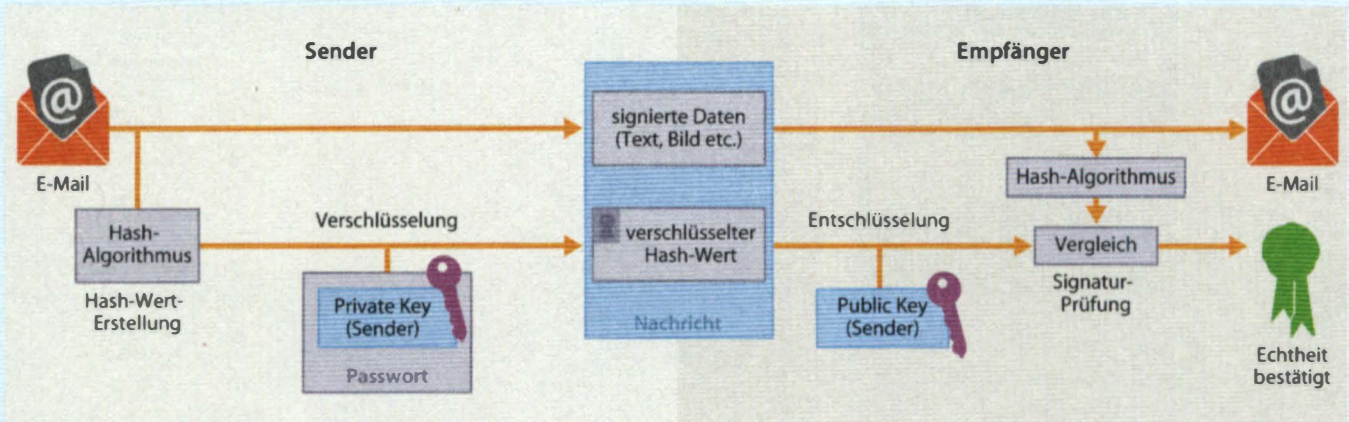 Sender
Empfänger
@
E-Mail
signierte Daten
(Text, Bild etc.)
Hash-Algorithmus
@
E-Mail
Hash-
Algorithmus
Hash-Wert-
Erstellung
Verschlüsselung
Private Key
(Sender)
Passwort
verschlüsselter
Hash-Wert
Nachricht
Entschlüsselung
Public Key
(Sender)
Vergleich
Signatur-
Prüfung
Echtheit
bestätigt